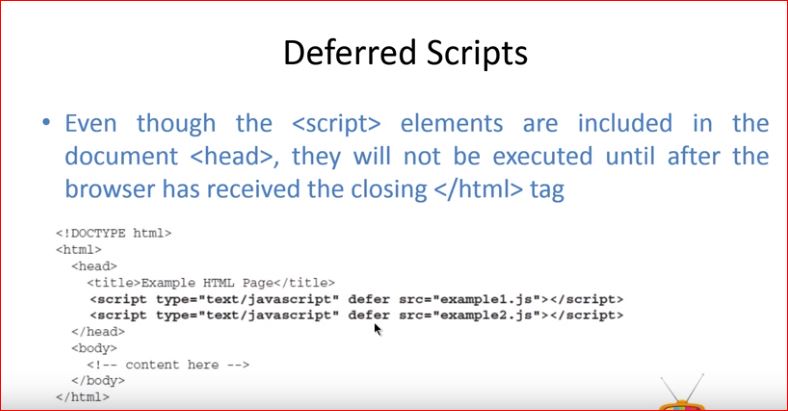 Deferred Scripts
• Even though the <script> elements are included in the
document <head>, they will not be executed until after the
browser has received the closing </html> tag
<!DOCTYPE html>
<html>
<head>
<title>Example HTML Page</title>
<script type="text/javascript" defer src="example1.js"></script>
<script type="text/javascript" defer src="example2.js"></script>
</head>
<body>
<!-- content here -->
</body>
</html>